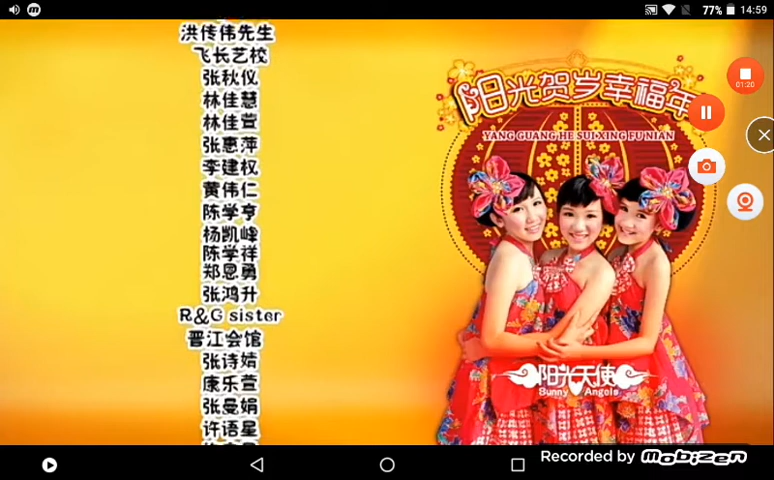 77%
14:59
洪传伟先生
飞长艺校
张秋仪
林佳慧
林佳萱
张惠萍
李建权
黄伟仁
陈学亨
杨凯峰
陈学祥
郑恩勇
张鸿升
R&G sister
晋江会馆
张诗婧
康乐萱
张曼娟
许语星
阳光贺岁幸福年
YANG GUANG HE SUI XING FU NIAN
阳光天使
Bunny Angels
01:20
Recorded by Mobizen